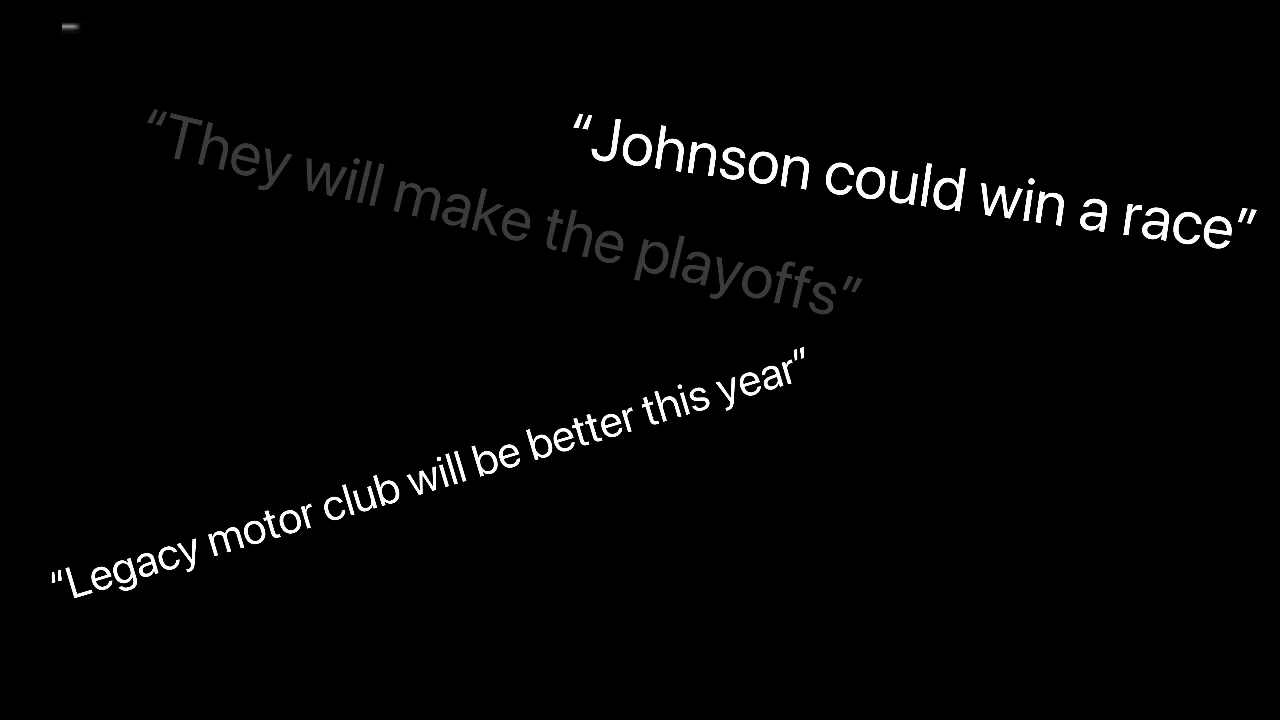 “They will make the playoffs”
“Johnson could win a race”
“Legacy motor club will be better this year”